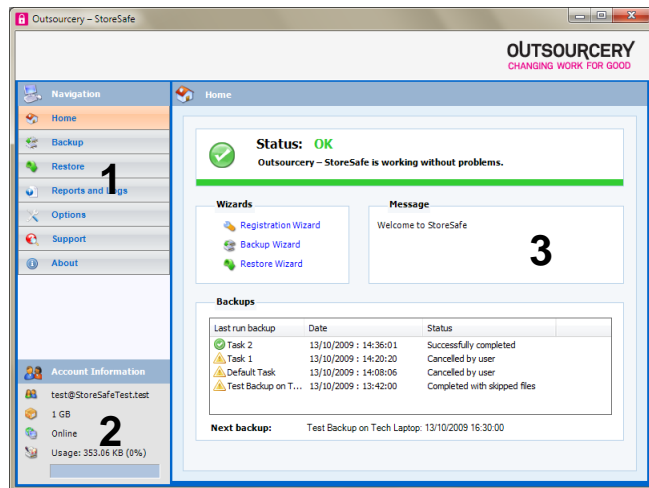 Outsourcery – StoreSafe
OUTSOURCERY
CHANGING WORK FOR GOOD
Navigation
Home
Backup
Restore
Reports and Logs
Options
Support
About
1
Account Information
test@StoreSafeTest.test
1 GB
Online
Usage: 353.06 KB (0%)
2
Home
Status: OK
Outsourcery – StoreSafe is working without problems.
Wizards
Registration Wizard
Backup Wizard
Restore Wizard
Message
Welcome to StoreSafe
3
Backups
Last run backup Date Status
Task 2 13/10/2009 : 14:36:01 Successfully completed
Task 1 13/10/2009 : 14:20:20 Cancelled by user
Default Task 13/10/2009 : 14:08:06 Cancelled by user
Test Backup on T... 13/10/2009 : 13:42:00 Completed with skipped files
Next backup: Test Backup on Tech Laptop: 13/10/2009 16:30:00